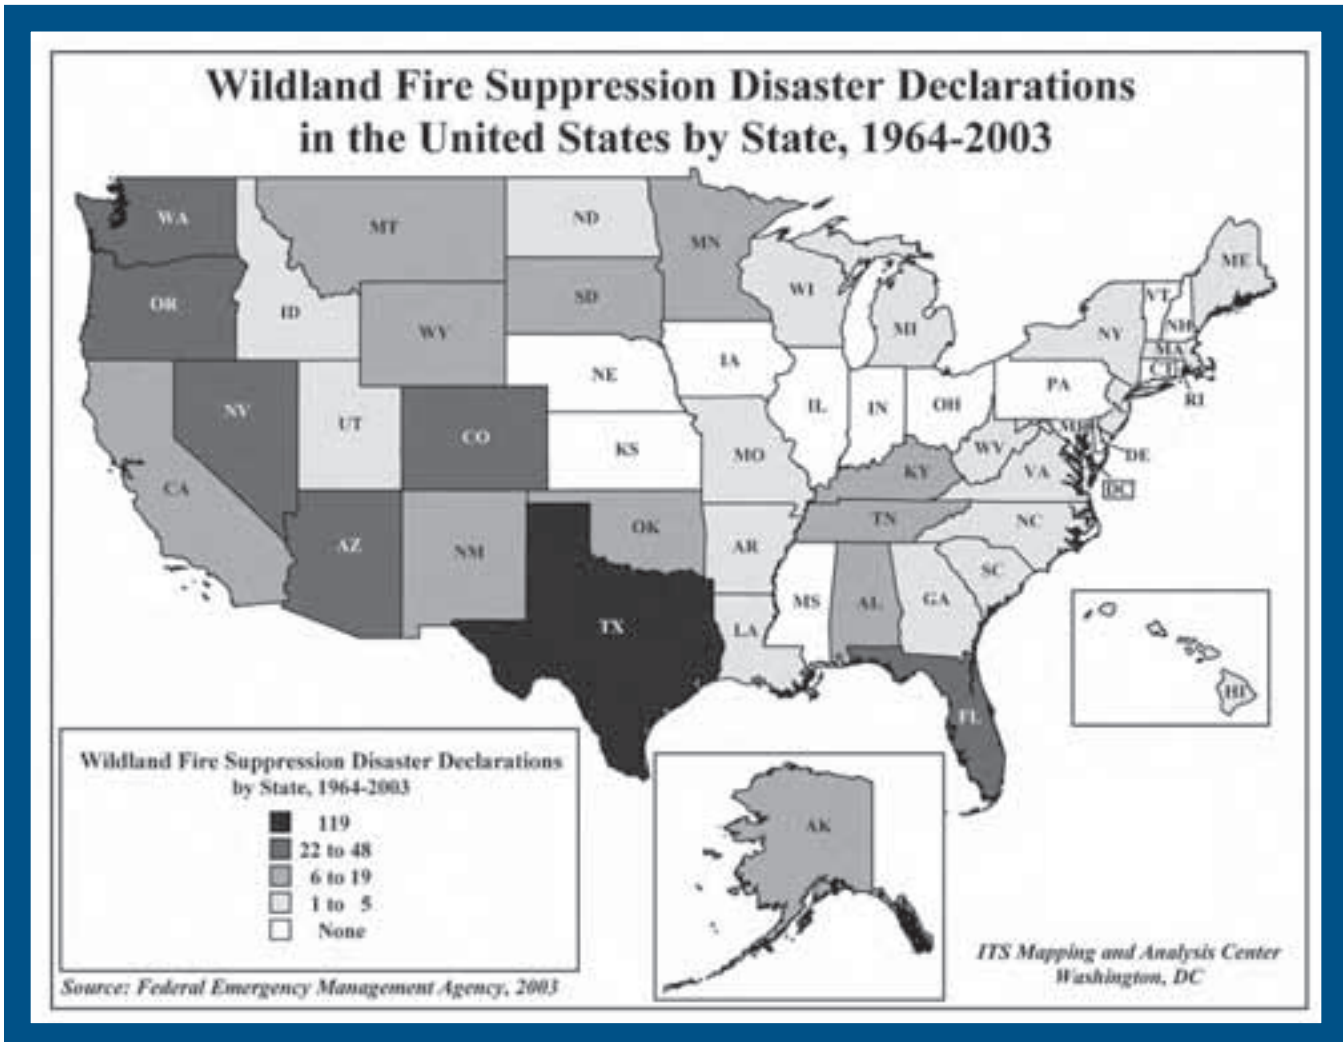 Wildland Fire Suppression Disaster Declarations
in the United States by State, 1964-2003
WA
MT
ND
MN
ME
OR
ID
SD
WI
VT
NH
WY
MI
NY
MA
CT
RI
NV
UT
CO
NE
IA
IL
IN
OH
PA
MD
DE
DC
CA
KS
MO
KY
WV
VA
AZ
NM
OK
AR
TN
NC
SC
TX
LA
MS
AL
GA
FL
HI
AK
Wildland Fire Suppression Disaster Declarations
by State, 1964-2003
119
22 to 48
6 to 19
1 to 5
None
Source: Federal Emergency Management Agency, 2003
ITS Mapping and Analysis Center
Washington, DC